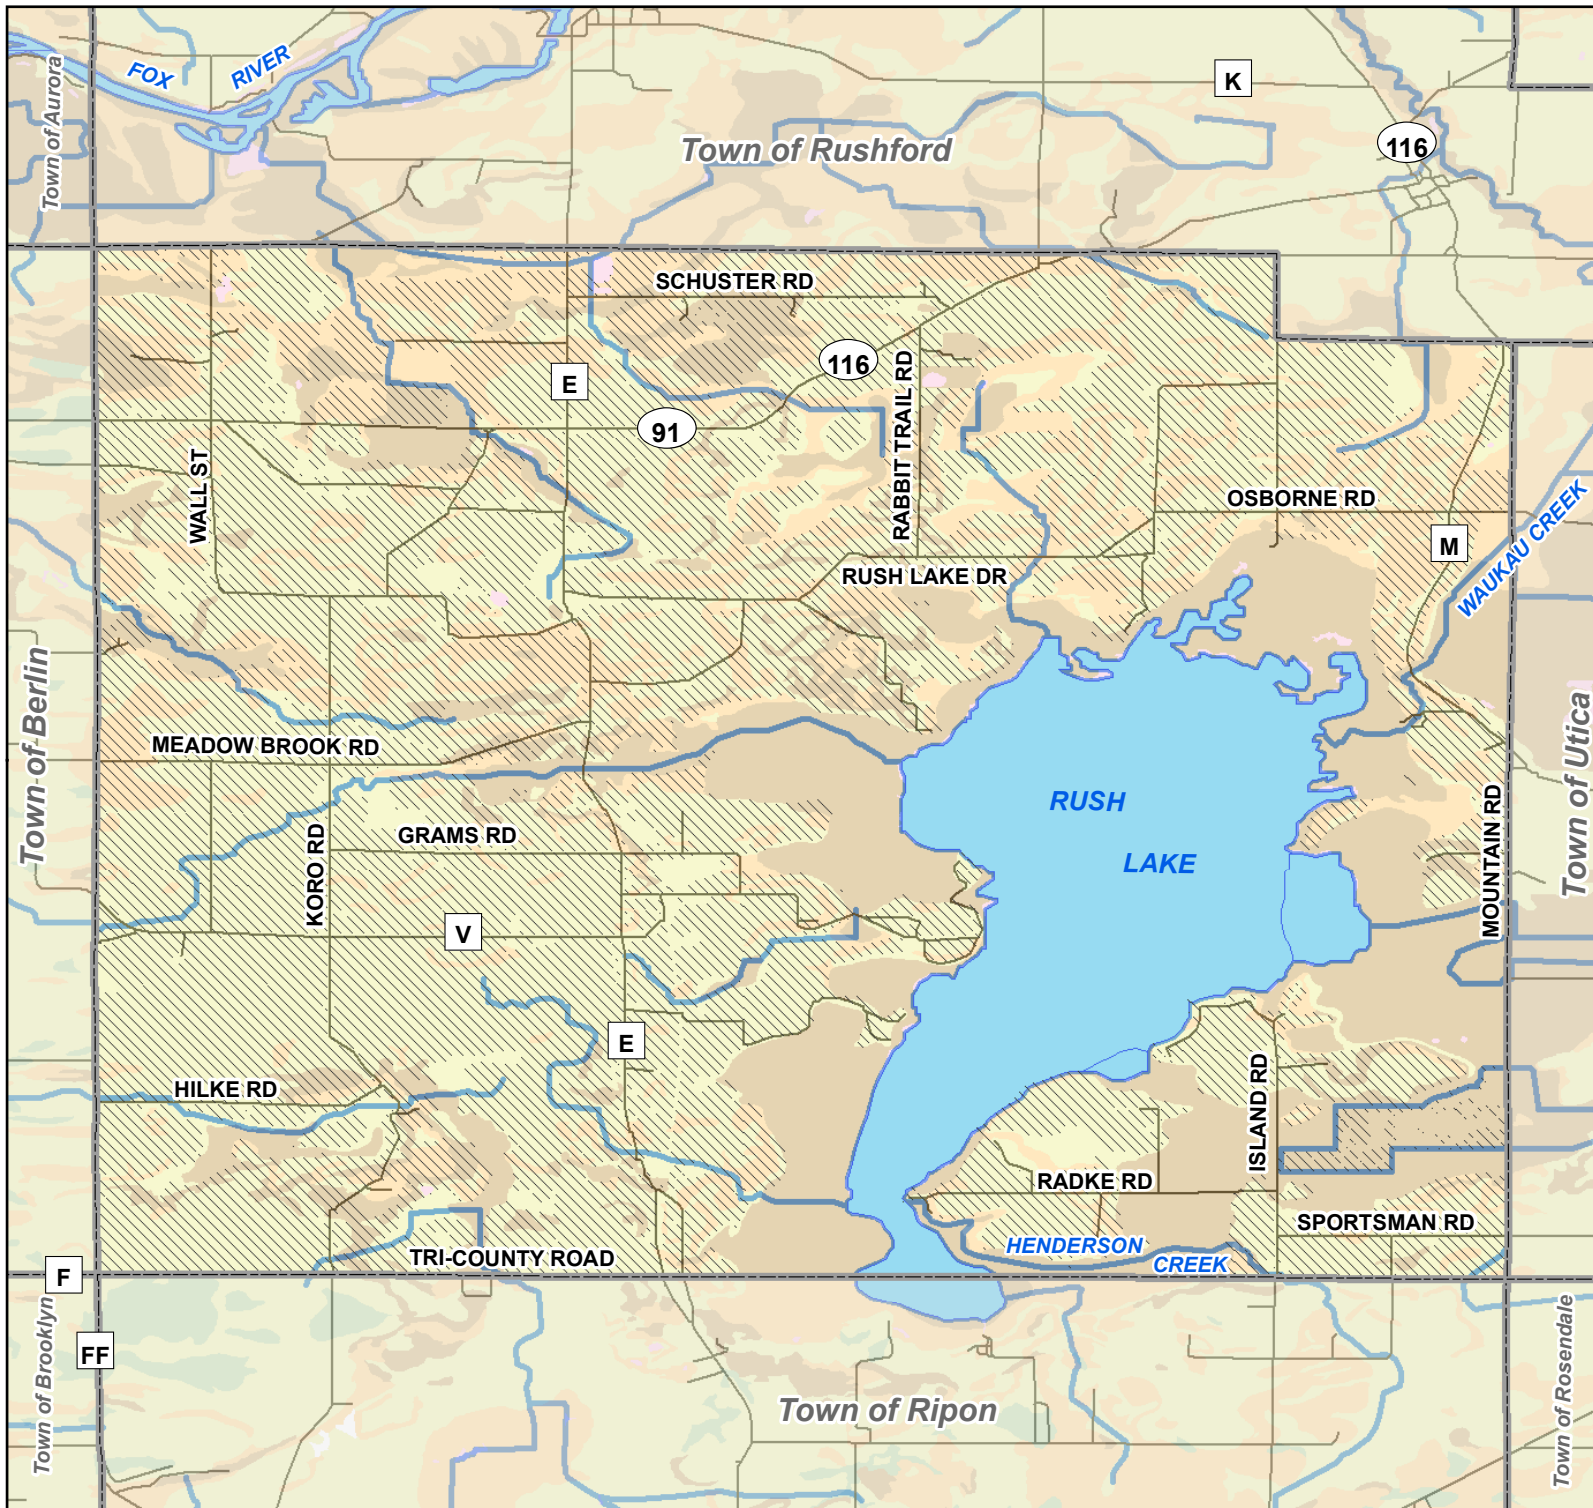 FOX
RIVER
Town of Aurora
K
116
Town of Rushford
SCHUSTER RD
116
E
91
RABBIT TRAIL RD
WALL ST
OSBORNE RD
M
WAUKAU CREEK
RUSH LAKE DR
Town of Berlin
MEADOW BROOK RD
Town of Utica
RUSH
LAKE
GRAMS RD
KORO RD
MOUNTAIN RD
V
E
HILKE RD
ISLAND RD
RADKE RD
SPORTSMAN RD
HENDERSON
CREEK
TRI-COUNTY ROAD
F
FF
Town of Brooklyn
Town of Ripon
Town of Rosendale